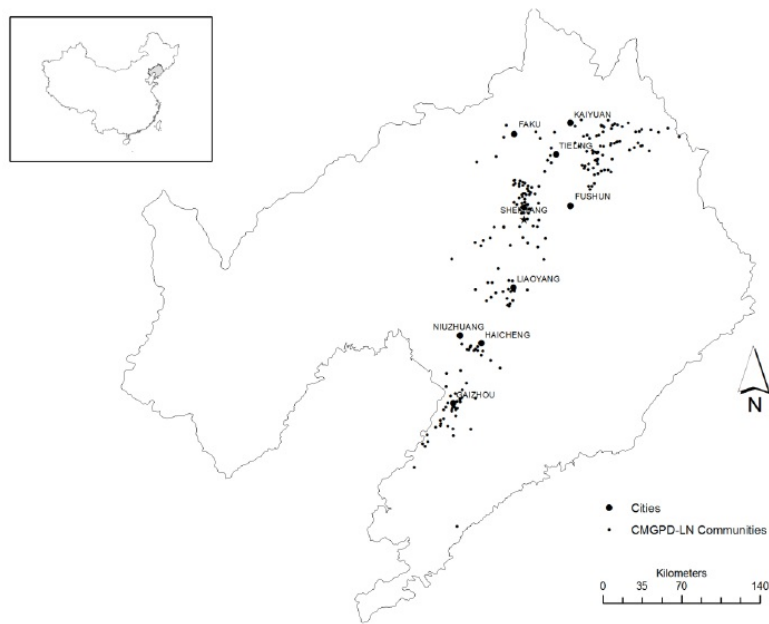 KAIYUAN
FAKU
TIELING
FUSHUN
SHENYANG
LIAOYANG
NIUZHUANG
HAICHENG
GAIZHOU
N
Cities
CMGPD-LN Communities
Kilometers
0 35 70 140